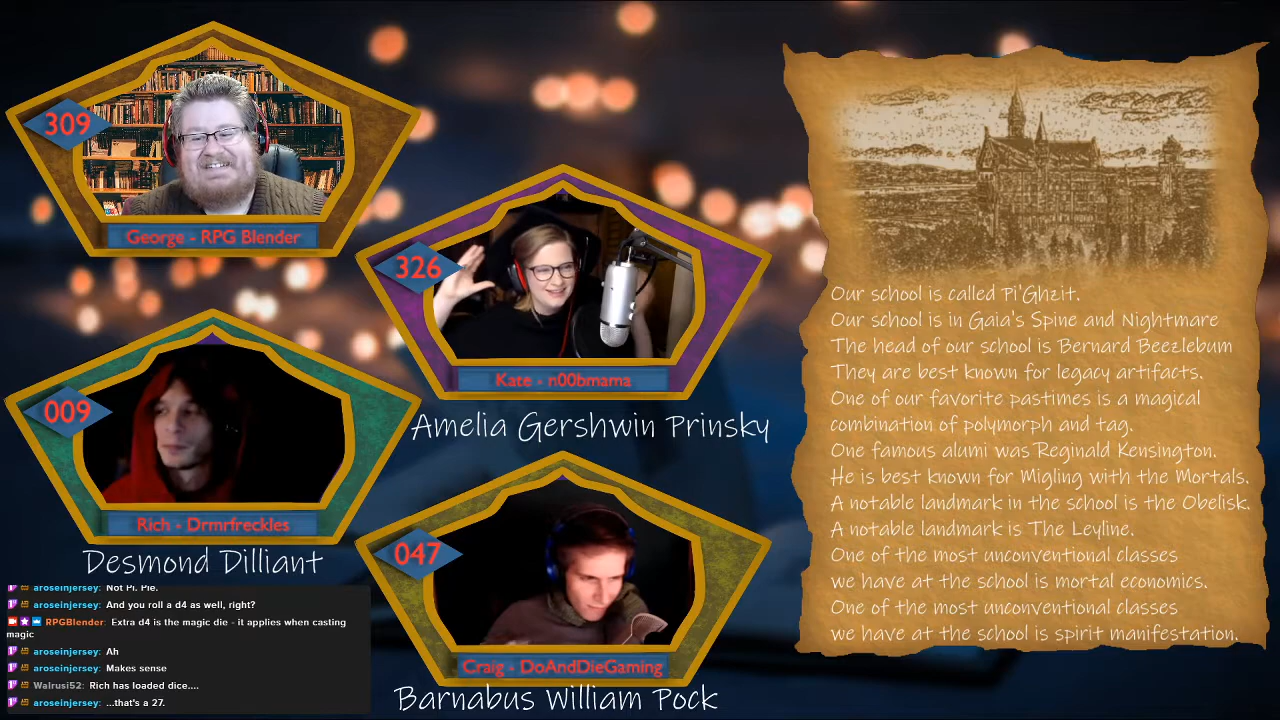 309
George - RPG Blender
326
Kate - n00bmama
Amelia Gershwin Prinsky
009
Rich - Drmrfreckles
Desmond Dilliant
047
Craig - DoAndDieGaming
Barnabus William Pock
aroseinjersey: Not Pi. Pie.
aroseinjersey: And you roll a d4 as well, right?
RPGBlender: Extra d4 is the magic die - it applies when casting
magic
aroseinjersey: Ah
aroseinjersey: Makes sense
Walrusi52: Rich has loaded dice....
aroseinjersey: ...that's a 27.
Our school is called Pi'Ghzit.
Our school is in Gaia's Spine and Nightmare
The head of our school is Bernard Beezlebum
They are best known for legacy artifacts.
One of our favorite pastimes is a magical
combination of polymorph and tag.
One famous alumi was Reginald Kensington.
He is best known for Migling with the Mortals.
A notable landmark in the school is the Obelisk.
A notable landmark is The Leyline.
One of the most unconventional classes
we have at the school is mortal economics.
One of the most unconventional classes
we have at the school is spirit manifestation.